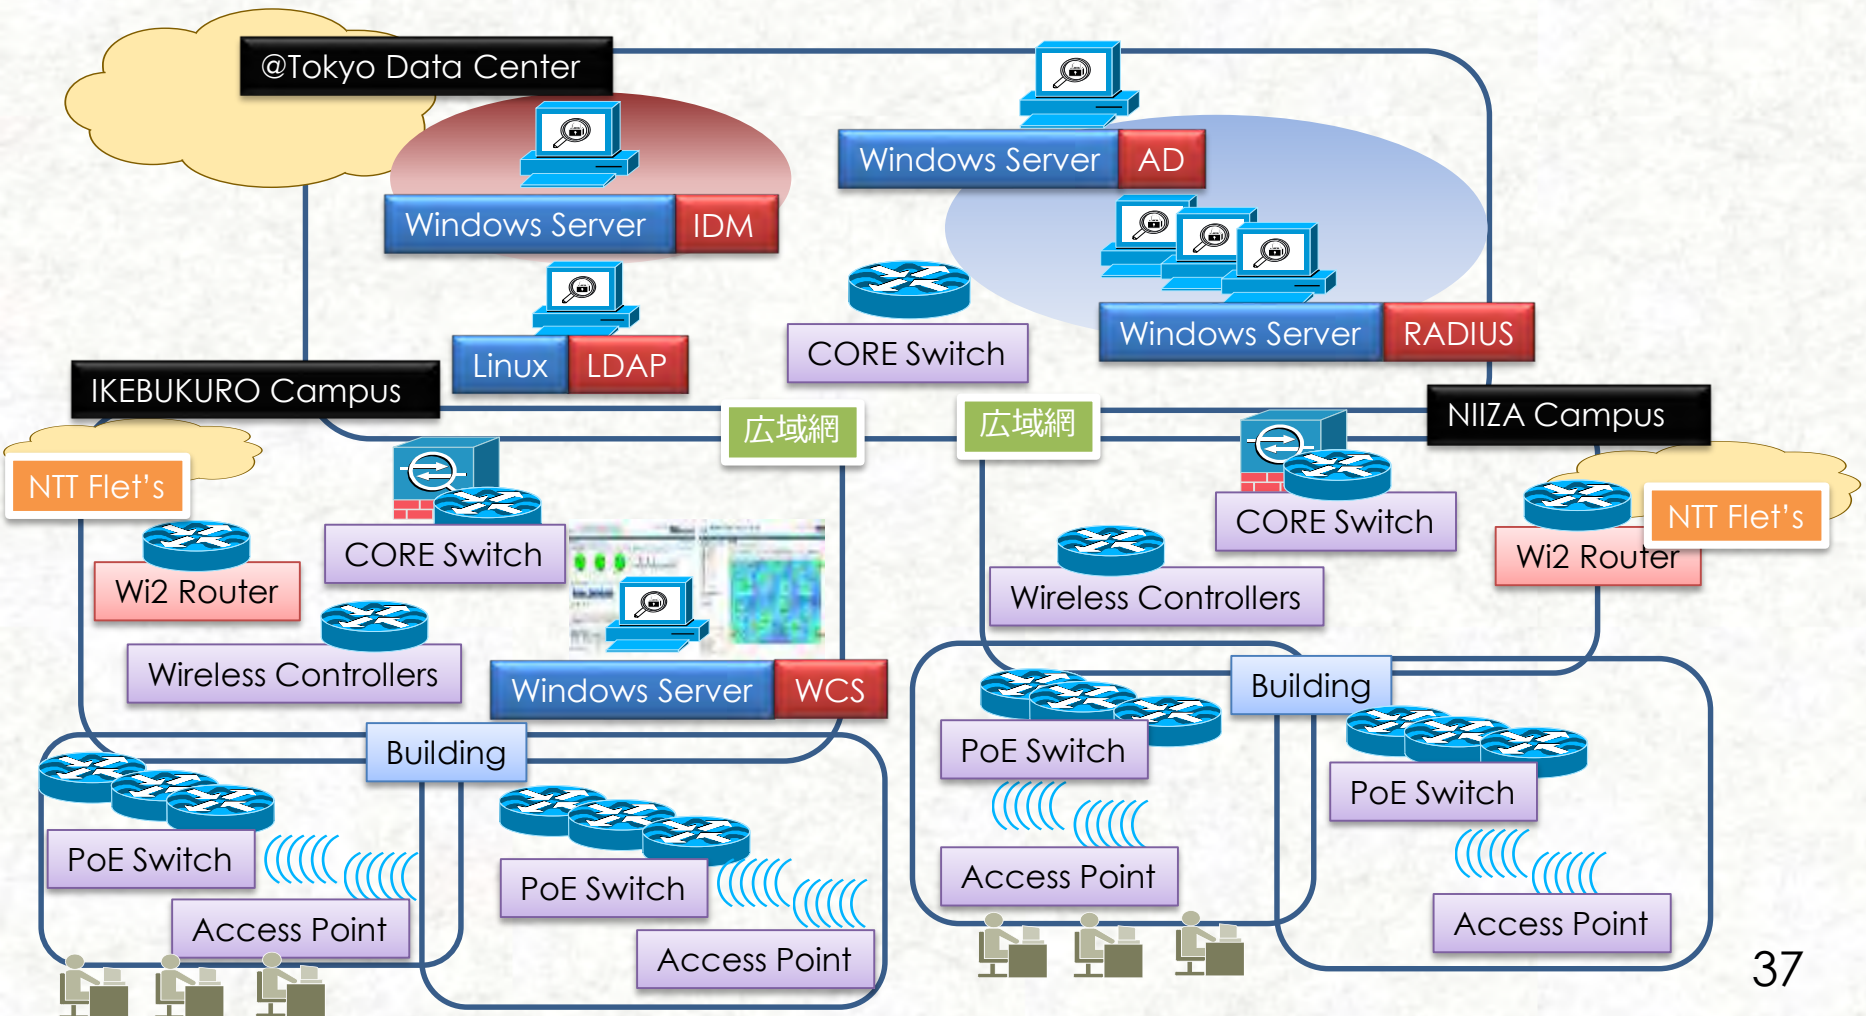 @Tokyo Data Center
Windows Server AD
Windows Server IDM
Windows Server RADIUS
CORE Switch
Linux LDAP
IKEBUKURO Campus
NIIZA Campus
広域網
広域網
NTT Flet's
CORE Switch
Wi2 Router
Wireless Controllers
Windows Server WCS
Building
PoE Switch
Access Point
PoE Switch
Access Point
CORE Switch
NTT Flet's
Wi2 Router
Wireless Controllers
Building
PoE Switch
Access Point
PoE Switch
Access Point
37